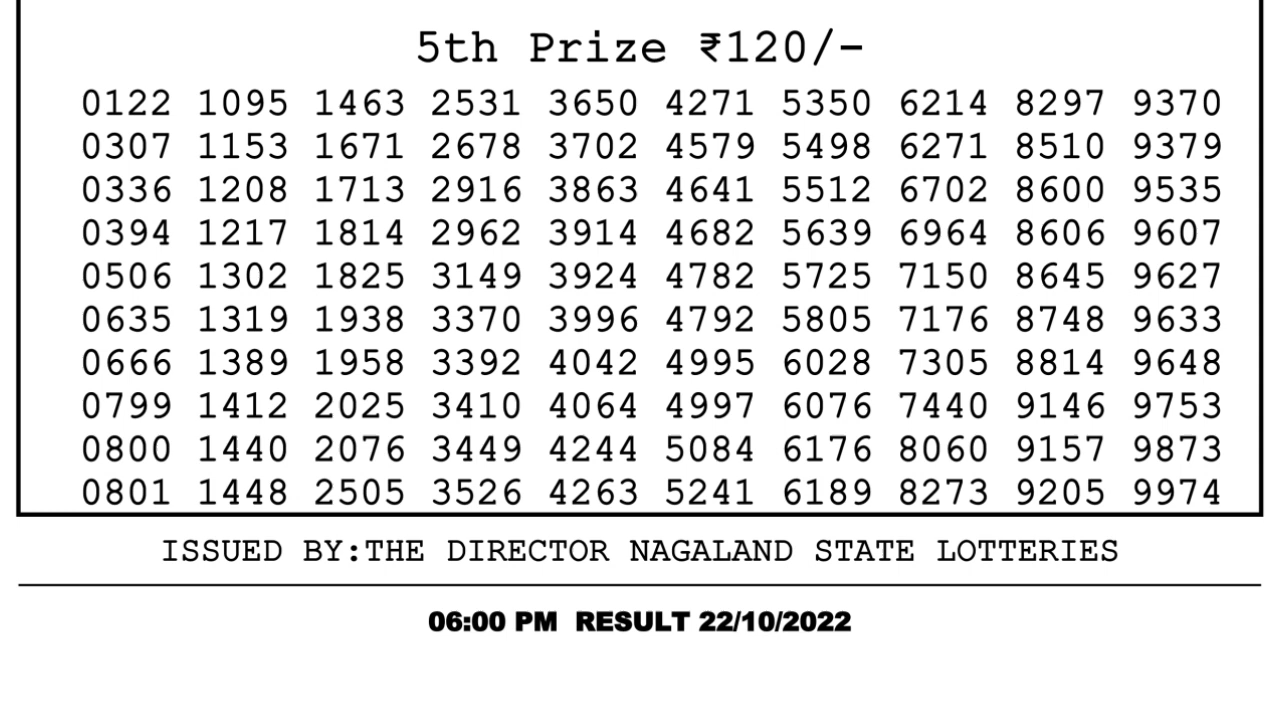 5th Prize ₹120/-
0122 1095 1463 2531 3650 4271 5350 6214 8297 9370
0307 1153 1671 2678 3702 4579 5498 6271 8510 9379
0336 1208 1713 2916 3863 4641 5512 6702 8600 9535
0394 1217 1814 2962 3914 4682 5639 6964 8606 9607
0506 1302 1825 3149 3924 4782 5725 7150 8645 9627
0635 1319 1938 3370 3996 4792 5805 7176 8748 9633
0666 1389 1958 3392 4042 4995 6028 7305 8814 9648
0799 1412 2025 3410 4064 4997 6076 7440 9146 9753
0800 1440 2076 3449 4244 5084 6176 8060 9157 9873
0801 1448 2505 3526 4263 5241 6189 8273 9205 9974
ISSUED BY:THE DIRECTOR NAGALAND STATE LOTTERIES
06:00 PM RESULT 22/10/2022